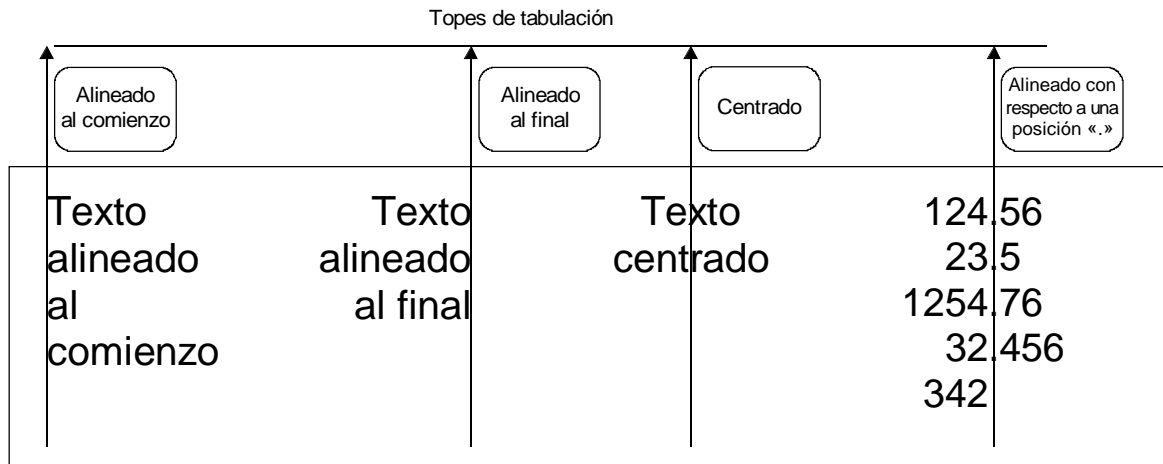 Topes de tabulación
Alineado
al comienzo
Alineado
al final
Centrado
Alineado con
respecto a una
posición «.»
Texto
alineado
al
comienzo
Texto
alineado
al final
Texto
centrado
124.56
23.5
1254.76
32.456
342